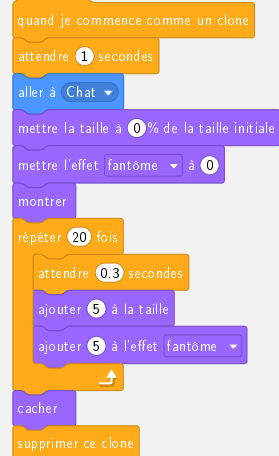 quand je commence comme un clone
attendre 1 secondes
aller à Chat
mettre la taille à 0 % de la taille initiale
mettre l'effet fantôme à 0
montrer
répéter 20 fois
attendre 0.3 secondes
ajouter 5 à la taille
ajouter 5 à l'effet fantôme
cacher
supprimer ce clone